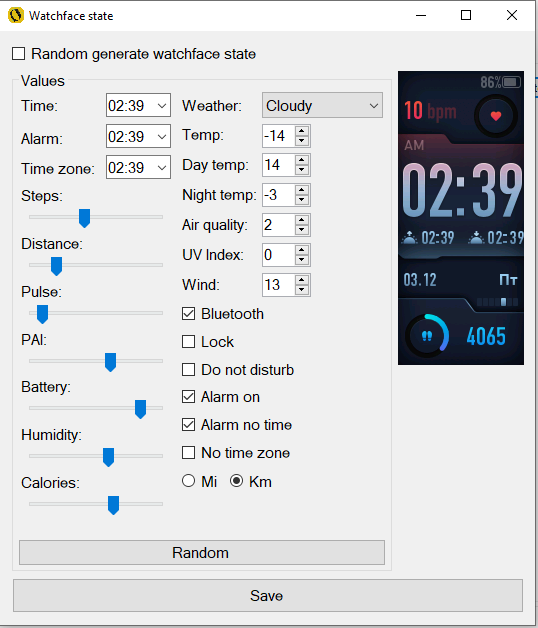 Watchface state
Random generate watchface state
Values
Time: 02:39
Alarm: 02:39
Time zone: 02:39
Steps:
Distance:
Pulse:
PAI:
Battery:
Humidity:
Calories:
Weather: Cloudy
Temp: -14
Day temp: 14
Night temp: -3
Air quality: 2
UV Index: 0
Wind: 13
Bluetooth
Lock
Do not disturb
Alarm on
Alarm no time
No time zone
Mi Km
Random
Save
86%
10 bpm
AM
02:39
02:39 02:39
03.12 Пт
4065